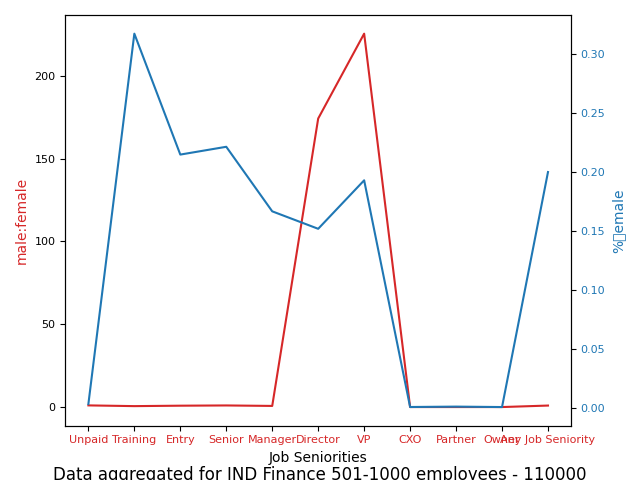 200
150
100
50
0
male:female
0.30
0.25
0.20
0.15
0.10
0.05
0.00
%▯emale
Unpaid Training Entry Senior Manager Director VP CXO Partner Owner Any Job Seniority
Job Seniorities
Data aggregated for IND Finance 501-1000 employees - 110000